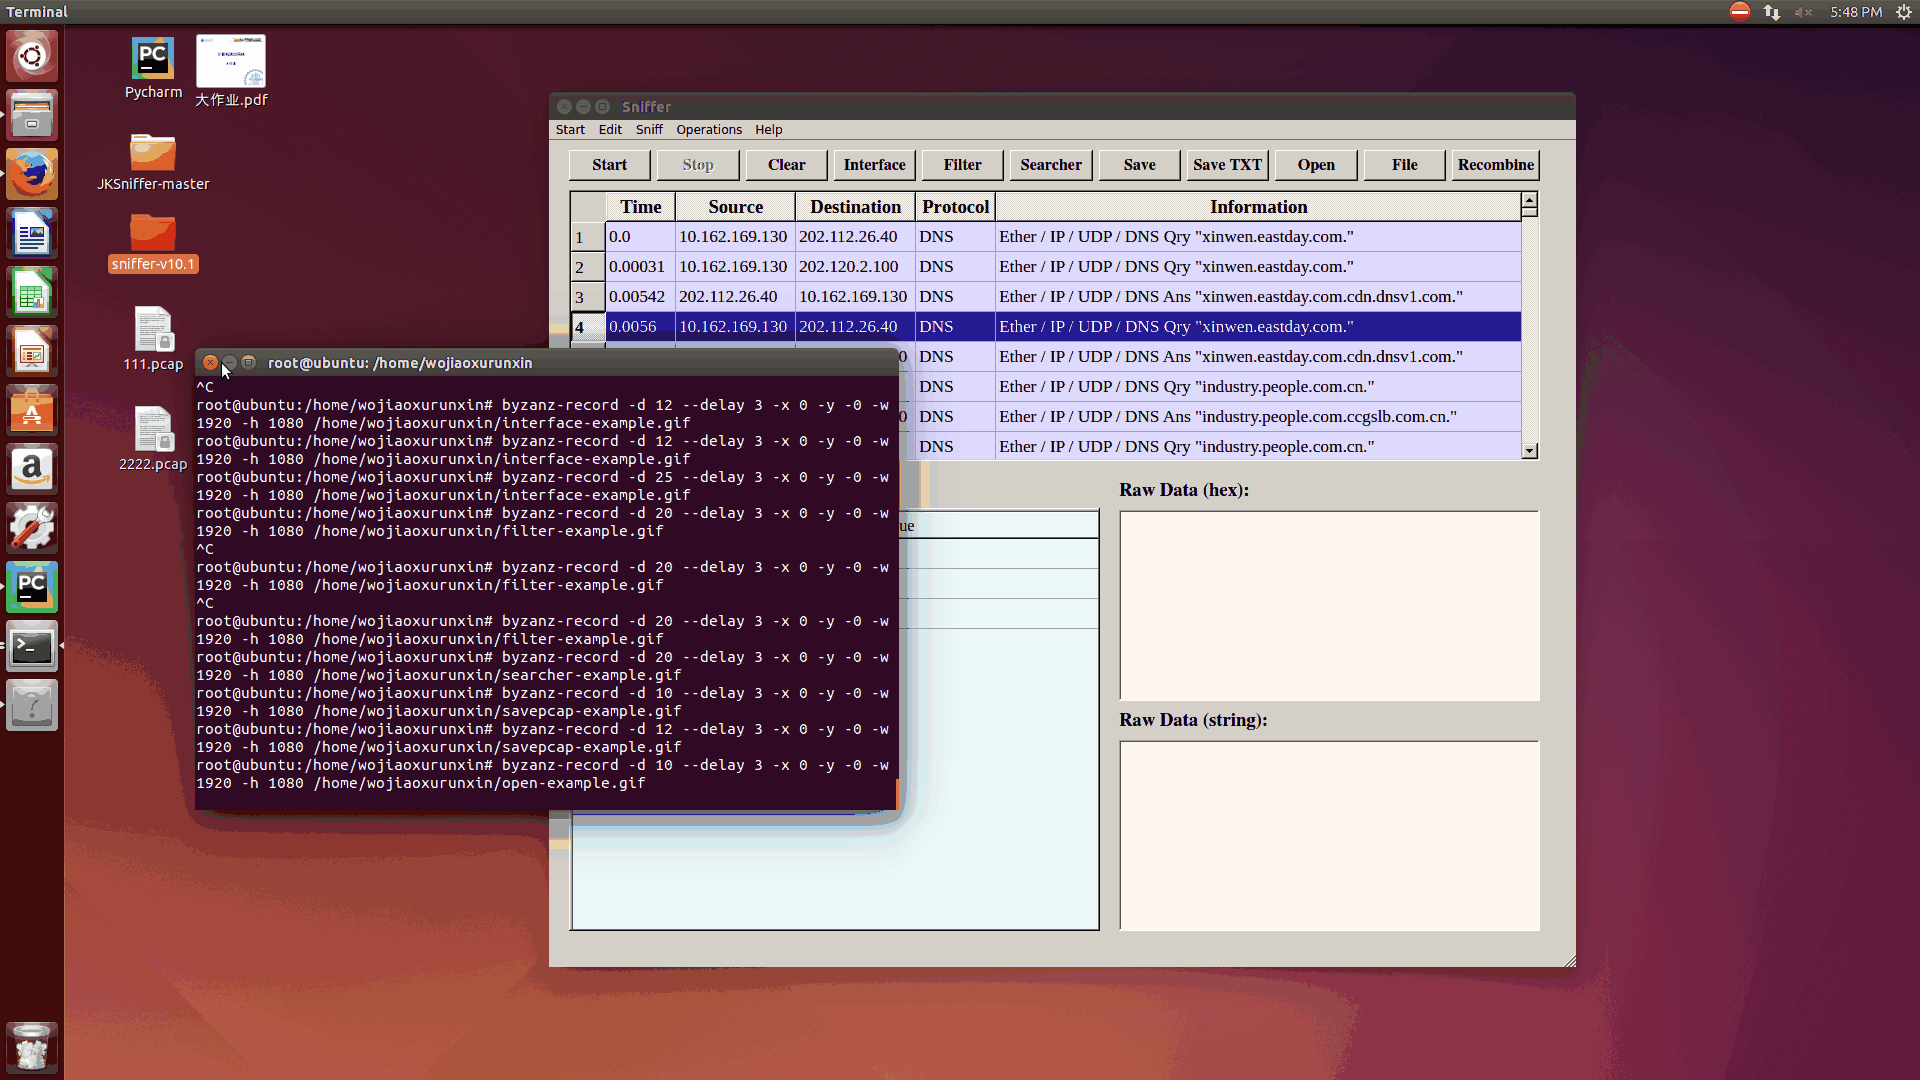 Terminal
5:48 PM
Pycharm
大作业.pdf
JKSniffer-master
sniffer-v10.1
111.pcap
2222.pcap
Sniffer
Start Edit Sniff Operations Help
Start Stop Clear Interface Filter Searcher Save Save TXT Open File Recombine
Time Source Destination Protocol Information
1 0.0 10.162.169.130 202.112.26.40 DNS Ether / IP / UDP / DNS Qry "xinwen.eastday.com."
2 0.00031 10.162.169.130 202.120.2.100 DNS Ether / IP / UDP / DNS Qry "xinwen.eastday.com."
3 0.00542 202.112.26.40 10.162.169.130 DNS Ether / IP / UDP / DNS Ans "xinwen.eastday.com.cdn.dnsv1.com."
4 0.0056 10.162.169.130 202.112.26.40 DNS Ether / IP / UDP / DNS Qry "xinwen.eastday.com."
0 DNS Ether / IP / UDP / DNS Ans "xinwen.eastday.com.cdn.dnsv1.com."
DNS Ether / IP / UDP / DNS Qry "industry.people.com.cn."
0 DNS Ether / IP / UDP / DNS Ans "industry.people.com.ccgslb.com.cn."
DNS Ether / IP / UDP / DNS Qry "industry.people.com.cn."
Raw Data (hex):
ue
Raw Data (string):
root@ubuntu: /home/wojiaoxurunxin
^C
root@ubuntu:/home/wojiaoxurunxin# byzanz-record -d 12 --delay 3 -x 0 -y -0 -w
1920 -h 1080 /home/wojiaoxurunxin/interface-example.gif
root@ubuntu:/home/wojiaoxurunxin# byzanz-record -d 12 --delay 3 -x 0 -y -0 -w
1920 -h 1080 /home/wojiaoxurunxin/interface-example.gif
root@ubuntu:/home/wojiaoxurunxin# byzanz-record -d 25 --delay 3 -x 0 -y -0 -w
1920 -h 1080 /home/wojiaoxurunxin/interface-example.gif
root@ubuntu:/home/wojiaoxurunxin# byzanz-record -d 20 --delay 3 -x 0 -y -0 -w
1920 -h 1080 /home/wojiaoxurunxin/filter-example.gif
^C
root@ubuntu:/home/wojiaoxurunxin# byzanz-record -d 20 --delay 3 -x 0 -y -0 -w
1920 -h 1080 /home/wojiaoxurunxin/filter-example.gif
^C
root@ubuntu:/home/wojiaoxurunxin# byzanz-record -d 20 --delay 3 -x 0 -y -0 -w
1920 -h 1080 /home/wojiaoxurunxin/filter-example.gif
root@ubuntu:/home/wojiaoxurunxin# byzanz-record -d 20 --delay 3 -x 0 -y -0 -w
1920 -h 1080 /home/wojiaoxurunxin/searcher-example.gif
root@ubuntu:/home/wojiaoxurunxin# byzanz-record -d 10 --delay 3 -x 0 -y -0 -w
1920 -h 1080 /home/wojiaoxurunxin/savepcap-example.gif
root@ubuntu:/home/wojiaoxurunxin# byzanz-record -d 12 --delay 3 -x 0 -y -0 -w
1920 -h 1080 /home/wojiaoxurunxin/savepcap-example.gif
root@ubuntu:/home/wojiaoxurunxin# byzanz-record -d 10 --delay 3 -x 0 -y -0 -w
1920 -h 1080 /home/wojiaoxurunxin/open-example.gif